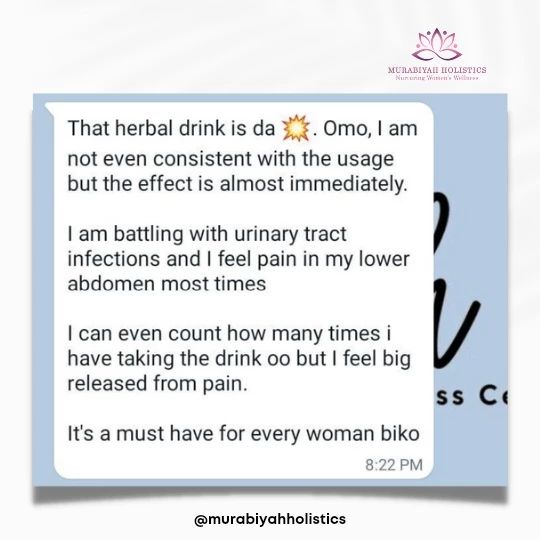 MURABIYAH HOLISTICS
Nurturing Women's Wellness
That herbal drink is da 💥. Omo, I am
not even consistent with the usage
but the effect is almost immediately.
I am battling with urinary tract
infections and I feel pain in my lower
abdomen most times
I can even count how many times i
have taking the drink oo but I feel big
released from pain.
It's a must have for every woman biko
8:22 PM
ss Ce
@murabiyahholistics